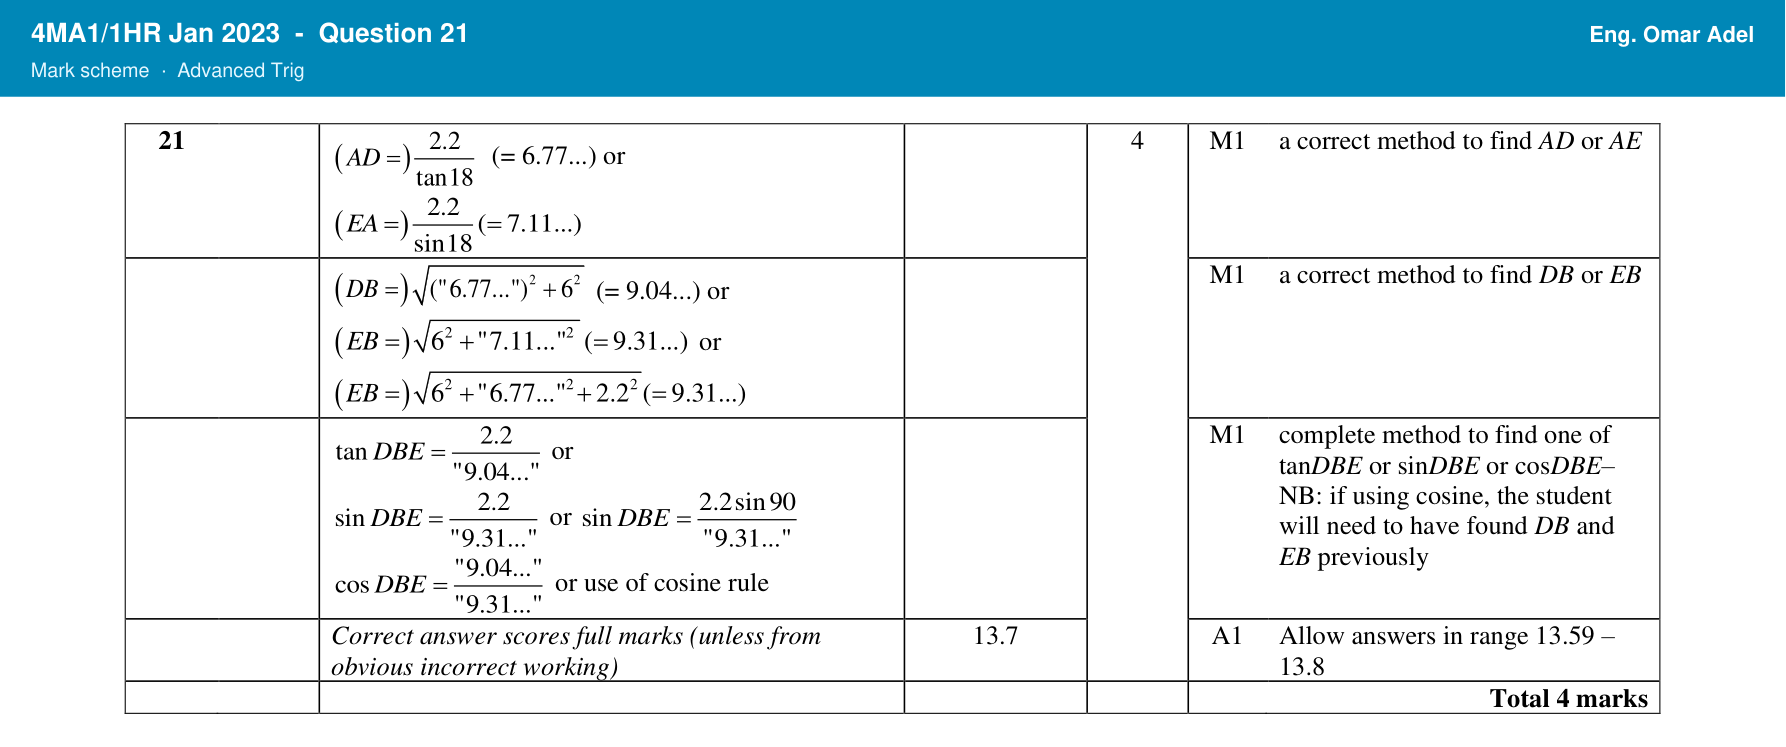 4MA1/1HR Jan 2023 - Question 21
Eng. Omar Adel
Mark scheme · Advanced Trig
21
(AD =) 2.2/tan18 (= 6.77...) or
(EA =) 2.2/sin18 (= 7.11...)
4
M1 a correct method to find AD or AE
(DB =) √(("6.77...")² + 6²) (= 9.04...) or
(EB =) √(6² + "7.11..."²) (= 9.31...) or
(EB =) √(6² + "6.77..."² + 2.2²) (= 9.31...)
M1 a correct method to find DB or EB
tan DBE = 2.2/"9.04..." or
sin DBE = 2.2/"9.31..." or sin DBE = 2.2sin90/"9.31..."
cos DBE = "9.04..."/"9.31..." or use of cosine rule
M1 complete method to find one of
tanDBE or sinDBE or cosDBE–
NB: if using cosine, the student
will need to have found DB and
EB previously
Correct answer scores full marks (unless from
obvious incorrect working)
13.7
A1 Allow answers in range 13.59 –
13.8
Total 4 marks